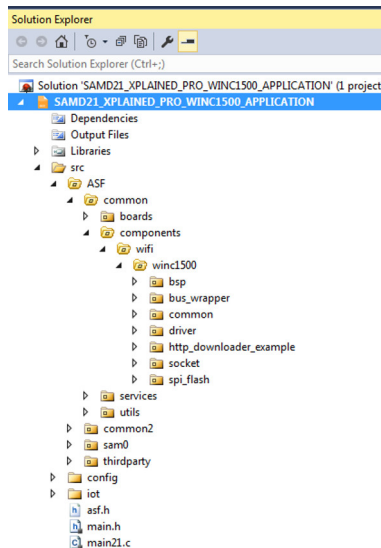 Solution Explorer
Search Solution Explorer (Ctrl+;)
Solution 'SAMD21_XPLAINED_PRO_WINC1500_APPLICATION' (1 project
SAMD21_XPLAINED_PRO_WINC1500_APPLICATION
Dependencies
Output Files
Libraries
src
ASF
common
boards
components
wifi
winc1500
bsp
bus_wrapper
common
driver
http_downloader_example
socket
spi_flash
services
utils
common2
sam0
thirdparty
config
iot
asf.h
main.h
main21.c